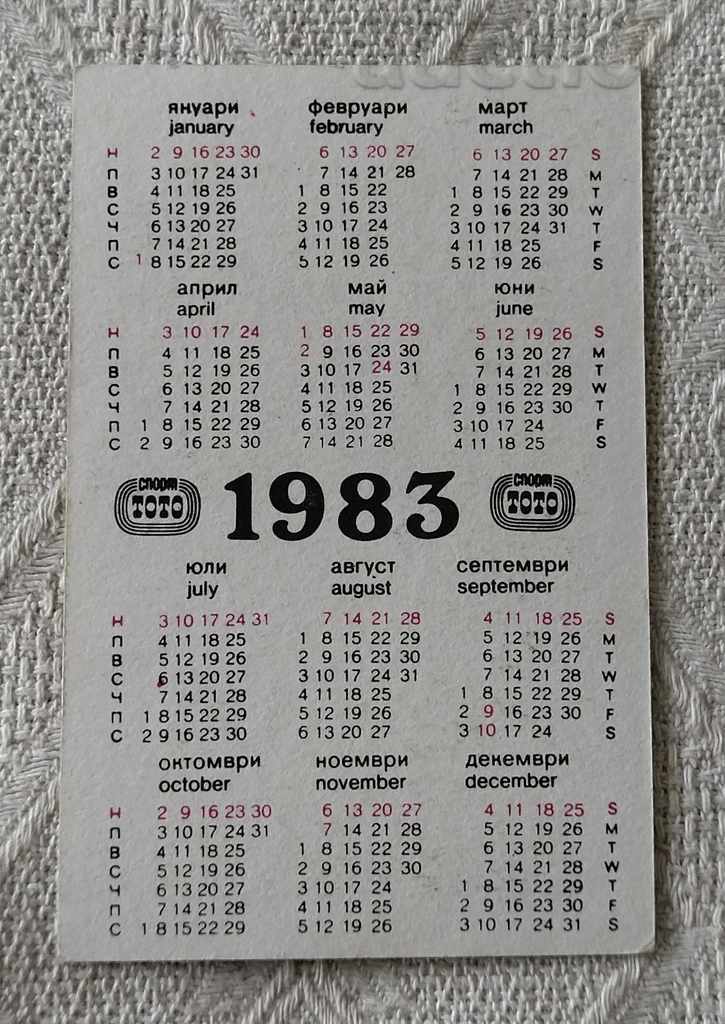 януари февруари март
january february march
Н 2 9 16 23 30 6 13 20 27 6 13 20 27 S
П 3 10 17 24 31 7 14 21 28 7 14 21 28 M
В 4 11 18 25 1 8 15 22 1 8 15 22 29 T
С 5 12 19 26 2 9 16 23 2 9 16 23 30 W
Ч 6 13 20 27 3 10 17 24 3 10 17 24 31 T
П 7 14 21 28 4 11 18 25 4 11 18 25 F
С 1 8 15 22 29 5 12 19 26 5 12 19 26 S
април май юни
april may june
Н 3 10 17 24 1 8 15 22 29 5 12 19 26 S
П 4 11 18 25 2 9 16 23 30 6 13 20 27 M
В 5 12 19 26 3 10 17 24 31 7 14 21 28 T
С 6 13 20 27 4 11 18 25 1 8 15 22 29 W
Ч 7 14 21 28 5 12 19 26 2 9 16 23 30 T
П 1 8 15 22 29 6 13 20 27 3 10 17 24 F
С 2 9 16 23 30 7 14 21 28 4 11 18 25 S
спорт ТОТО 1983 спорт ТОТО
юли август септември
july august september
Н 3 10 17 24 31 7 14 21 28 4 11 18 25 S
П 4 11 18 25 1 8 15 22 29 5 12 19 26 M
В 5 12 19 26 2 9 16 23 30 6 13 20 27 T
С 6 13 20 27 3 10 17 24 31 7 14 21 28 W
Ч 7 14 21 28 4 11 18 25 1 8 15 22 29 T
П 1 8 15 22 29 5 12 19 26 2 9 16 23 30 F
С 2 9 16 23 30 6 13 20 27 3 10 17 24 S
октомври ноември декември
october november december
Н 2 9 16 23 30 6 13 20 27 4 11 18 25 S
П 3 10 17 24 31 7 14 21 28 5 12 19 26 M
В 4 11 18 25 1 8 15 22 29 6 13 20 27 T
С 5 12 19 26 2 9 16 23 30 7 14 21 28 W
Ч 6 13 20 27 3 10 17 24 1 8 15 22 29 T
П 7 14 21 28 4 11 18 25 2 9 16 23 30 F
С 1 8 15 22 29 5 12 19 26 3 10 17 24 31 S